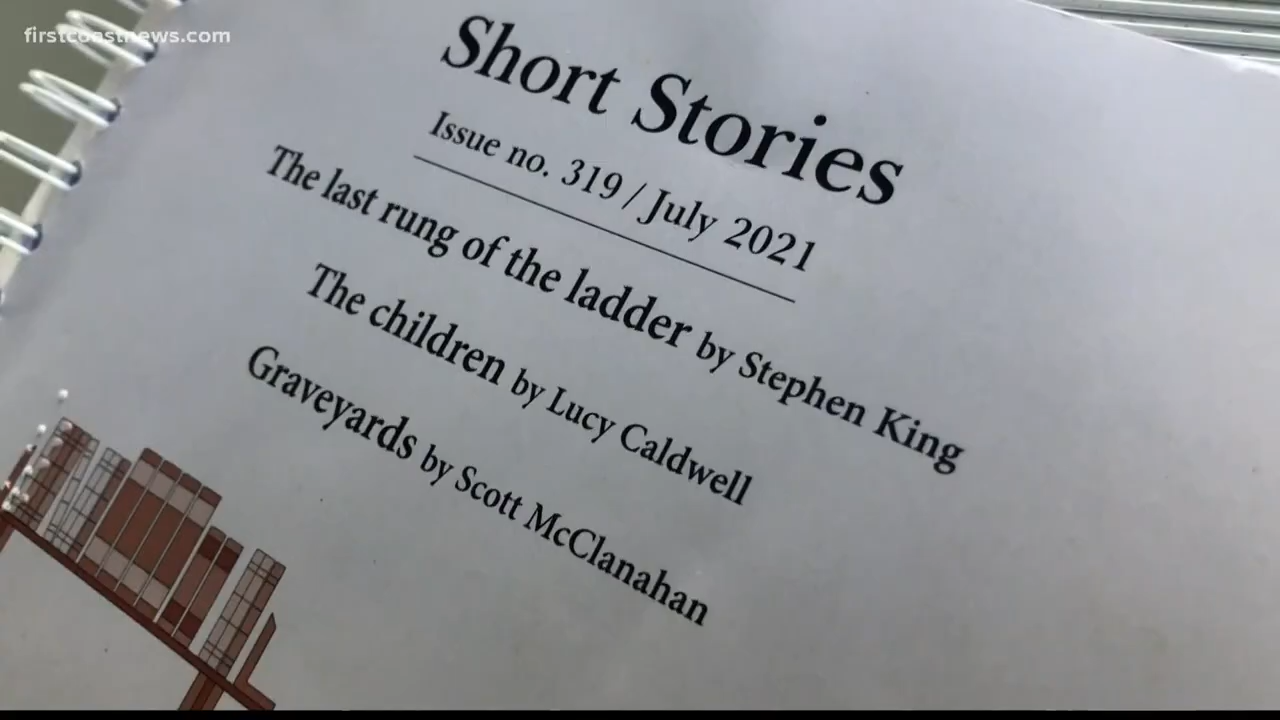 firstcoastnews.com
Short Stories
Issue no. 319 / July 2021
The last rung of the ladder by Stephen King
The children by Lucy Caldwell
Graveyards by Scott McClanahan